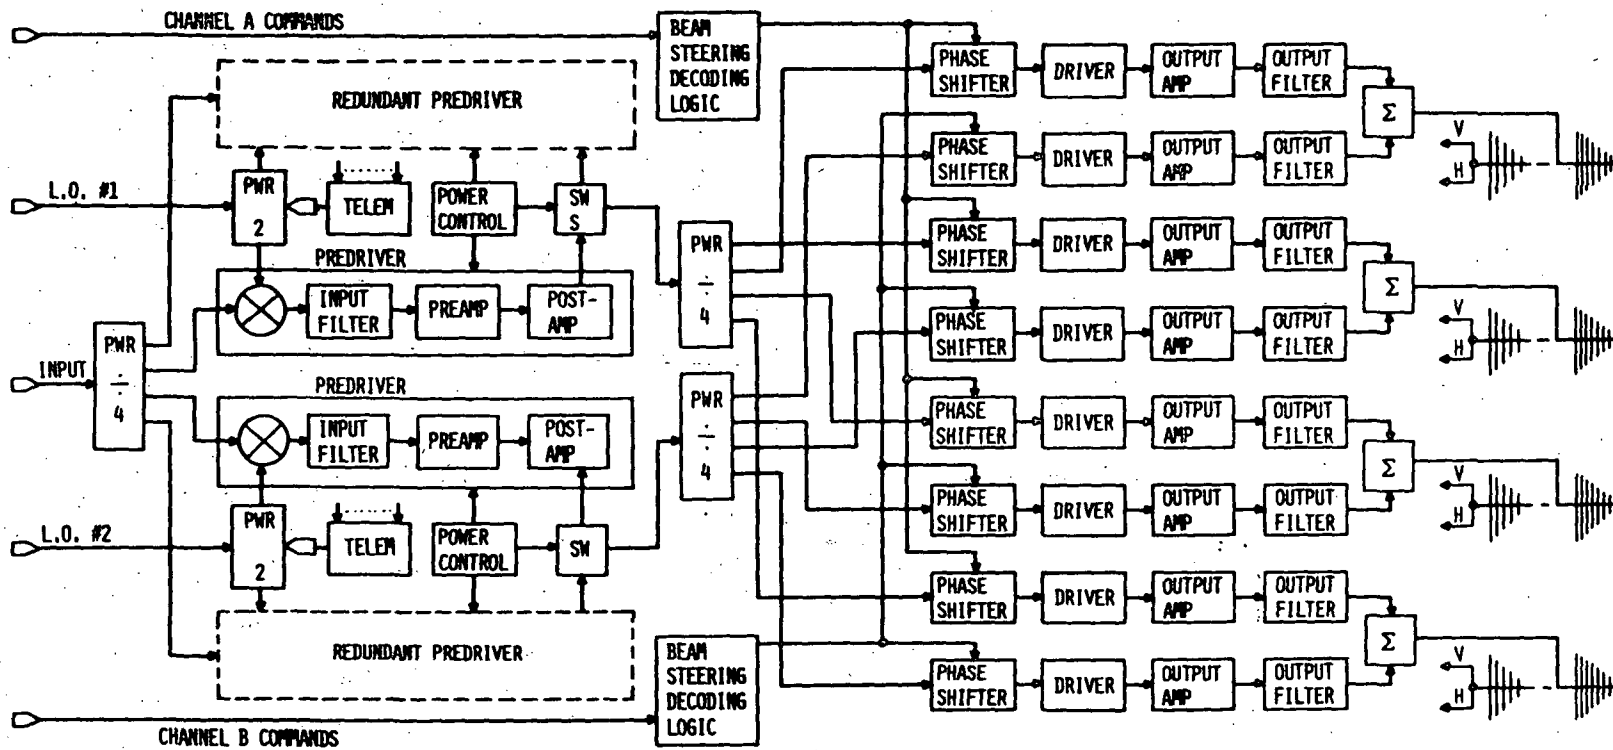 CHANNEL A COMMANDS
BEAM
STEERING
DECODING
LOGIC
REDUNDANT PREDRIVER
L.O. #1
PWR
2
TELEM
POWER
CONTROL
SW
S
PREDRIVER
INPUT
FILTER
PREAMP
POST-
AMP
INPUT
PWR
÷
4
PREDRIVER
INPUT
FILTER
PREAMP
POST-
AMP
L.O. #2
PWR
2
TELEM
POWER
CONTROL
SW
REDUNDANT PREDRIVER
CHANNEL B COMMANDS
BEAM
STEERING
DECODING
LOGIC
PWR
÷
4
PWR
÷
4
PHASE
SHIFTER
DRIVER
OUTPUT
AMP
OUTPUT
FILTER
Σ
PHASE
SHIFTER
DRIVER
OUTPUT
AMP
OUTPUT
FILTER
V
H
PHASE
SHIFTER
DRIVER
OUTPUT
AMP
OUTPUT
FILTER
Σ
PHASE
SHIFTER
DRIVER
OUTPUT
AMP
OUTPUT
FILTER
V
H
PHASE
SHIFTER
DRIVER
OUTPUT
AMP
OUTPUT
FILTER
Σ
PHASE
SHIFTER
DRIVER
OUTPUT
AMP
OUTPUT
FILTER
V
H
PHASE
SHIFTER
DRIVER
OUTPUT
AMP
OUTPUT
FILTER
Σ
PHASE
SHIFTER
DRIVER
OUTPUT
AMP
OUTPUT
FILTER
V
H